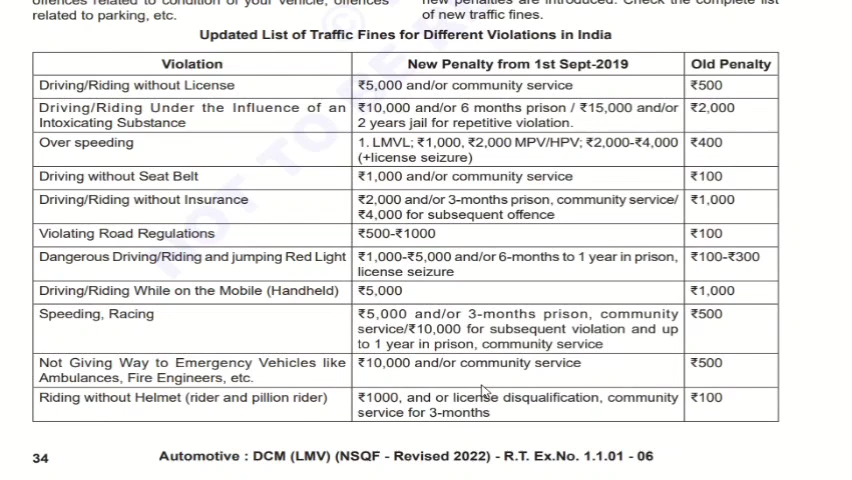 offences related to condition of your vehicle, offences
related to parking, etc.
new penalties are introduced. Check the complete list
of new traffic fines.
Updated List of Traffic Fines for Different Violations in India
Violation New Penalty from 1st Sept-2019 Old Penalty
Driving/Riding without License ₹5,000 and/or community service ₹500
Driving/Riding Under the Influence of an ₹10,000 and/or 6 months prison / ₹15,000 and/or ₹2,000
Intoxicating Substance 2 years jail for repetitive violation.
Over speeding 1. LMVL; ₹1,000, ₹2,000 MPV/HPV; ₹2,000-₹4,000 ₹400
(+license seizure)
Driving without Seat Belt ₹1,000 and/or community service ₹100
Driving/Riding without Insurance ₹2,000 and/or 3-months prison, community service/ ₹1,000
₹4,000 for subsequent offence
Violating Road Regulations ₹500-₹1000 ₹100
Dangerous Driving/Riding and jumping Red Light ₹1,000-₹5,000 and/or 6-months to 1 year in prison, ₹100-₹300
license seizure
Driving/Riding While on the Mobile (Handheld) ₹5,000 ₹1,000
Speeding, Racing ₹5,000 and/or 3-months prison, community ₹500
service/₹10,000 for subsequent violation and up
to 1 year in prison, community service
Not Giving Way to Emergency Vehicles like ₹10,000 and/or community service ₹500
Ambulances, Fire Engineers, etc.
Riding without Helmet (rider and pillion rider) ₹1000, and or license disqualification, community ₹100
service for 3-months
34 Automotive : DCM (LMV) (NSQF - Revised 2022) - R.T. Ex.No. 1.1.01 - 06
NOT TO BE